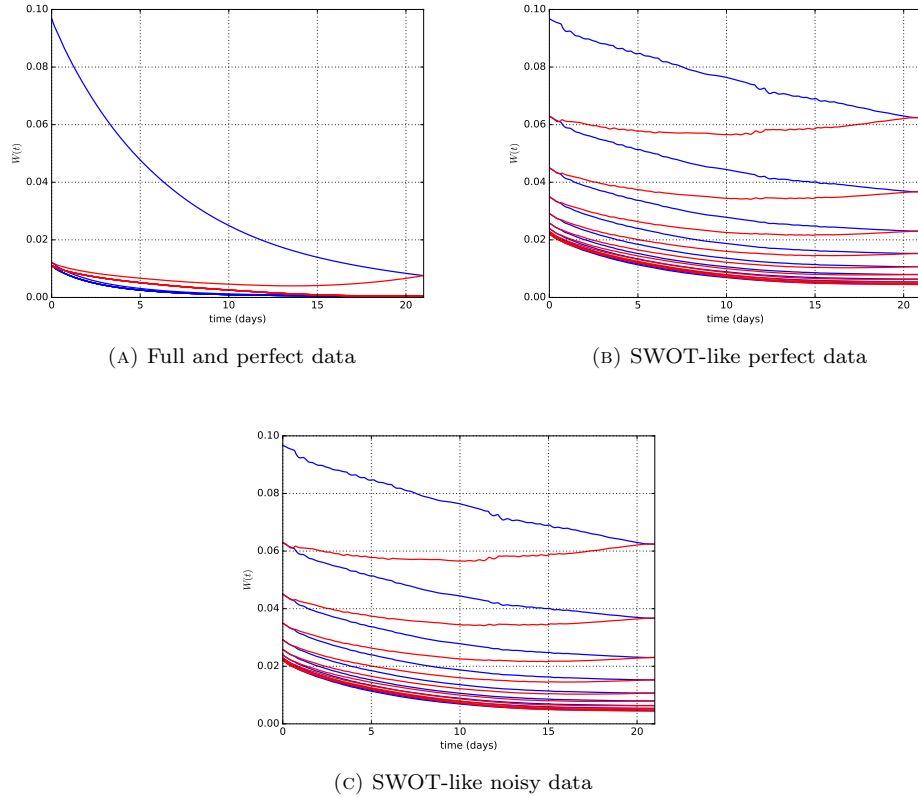 0.10
0.08
0.06
0.04
0.02
0.00
W(t)
0 5 10 15 20
time (days)
(A) Full and perfect data
0.10
0.08
0.06
0.04
0.02
0.00
W(t)
0 5 10 15 20
time (days)
(B) SWOT-like perfect data
0.10
0.08
0.06
0.04
0.02
0.00
W(t)
0 5 10 15 20
time (days)
(C) SWOT-like noisy data